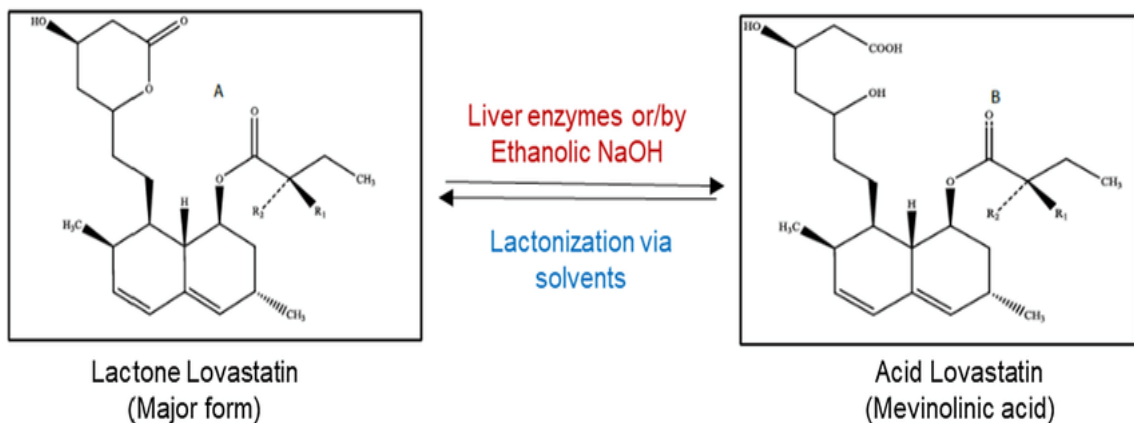 HO
O
O
A
O
O
CH₃
R₂
R₁
H
H₃C
CH₃
Lactone Lovastatin
(Major form)
Liver enzymes or/by
Ethanolic NaOH
Lactonization via
solvents
HO
COOH
OH
B
O
O
CH₃
R₂
R₁
H
H₃C
CH₃
Acid Lovastatin
(Mevinolinic acid)